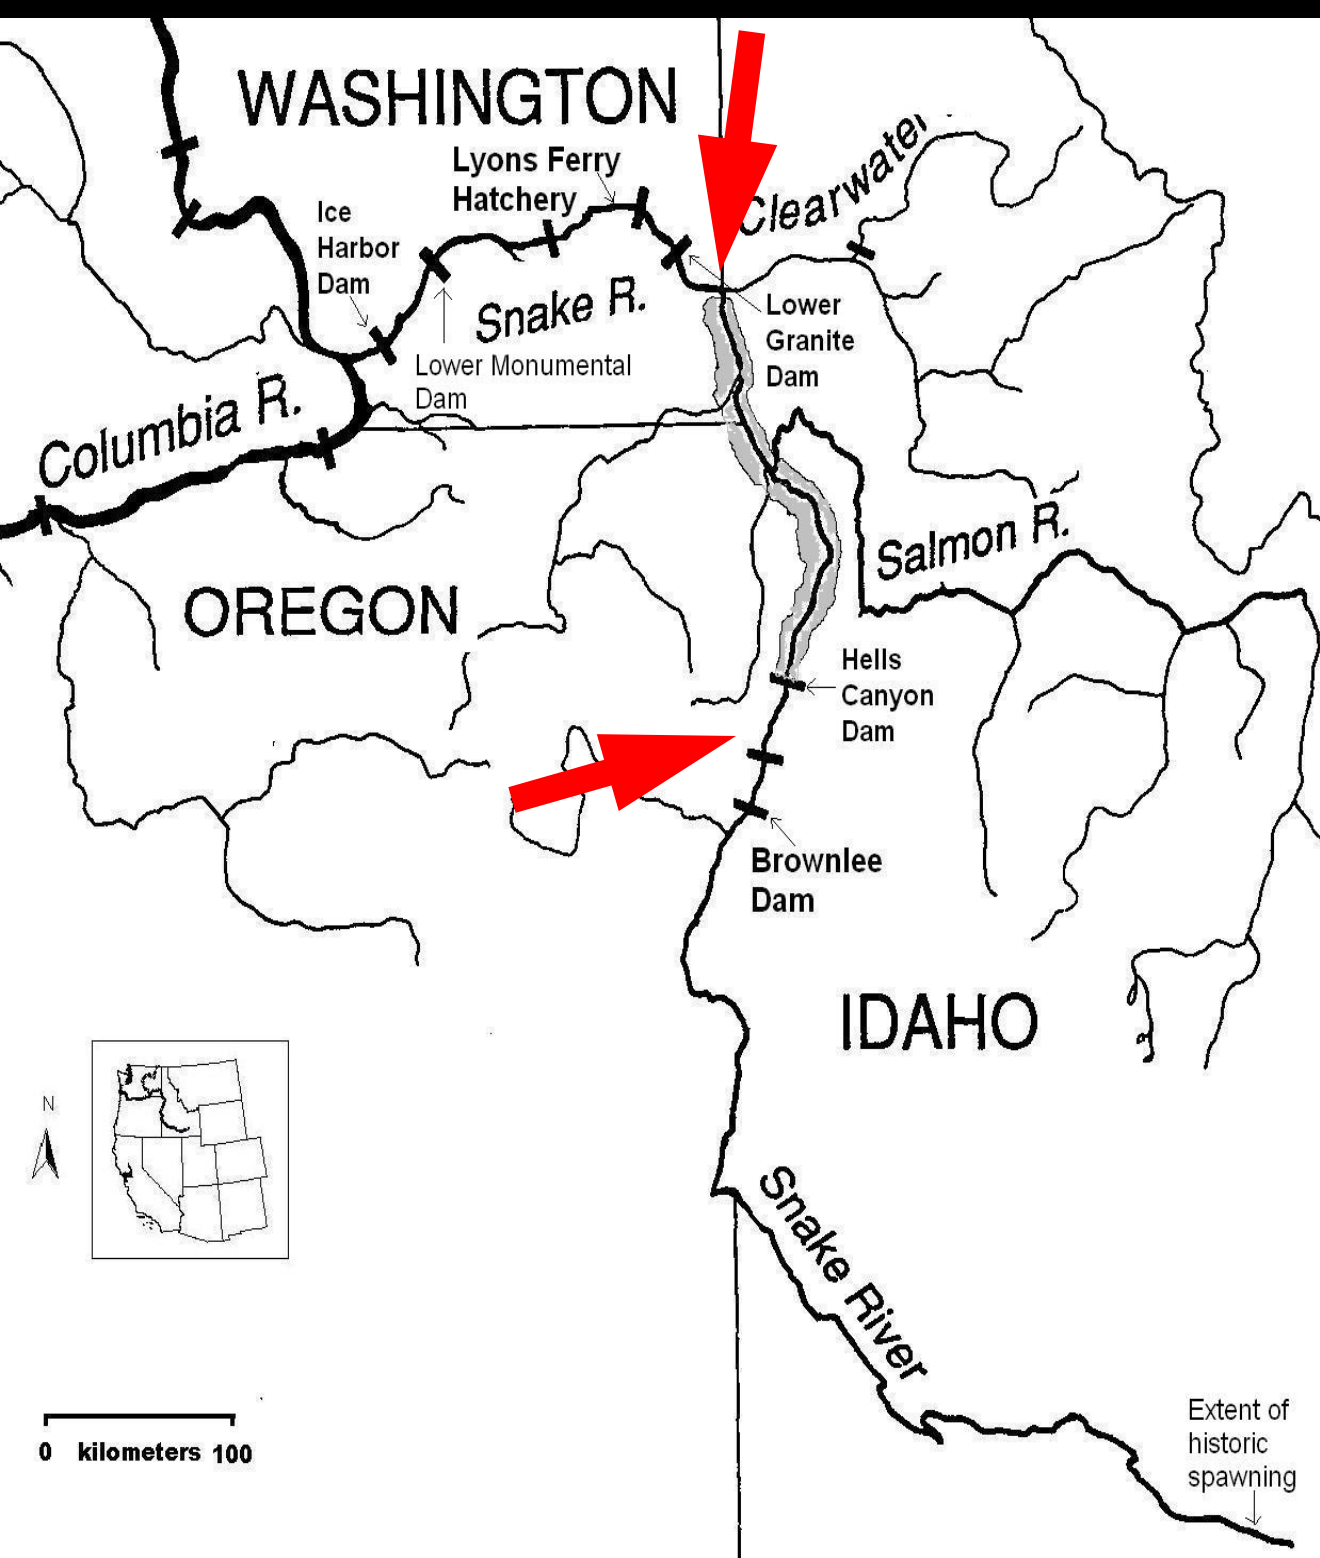 WASHINGTON
Lyons Ferry
Hatchery
Clearwater
Ice
Harbor
Dam
Snake R.
Lower
Granite
Dam
Lower Monumental
Dam
Columbia R.
Salmon R.
OREGON
Hells
Canyon
Dam
Brownlee
Dam
IDAHO
N
Snake River
0 kilometers 100
Extent of
historic
spawning